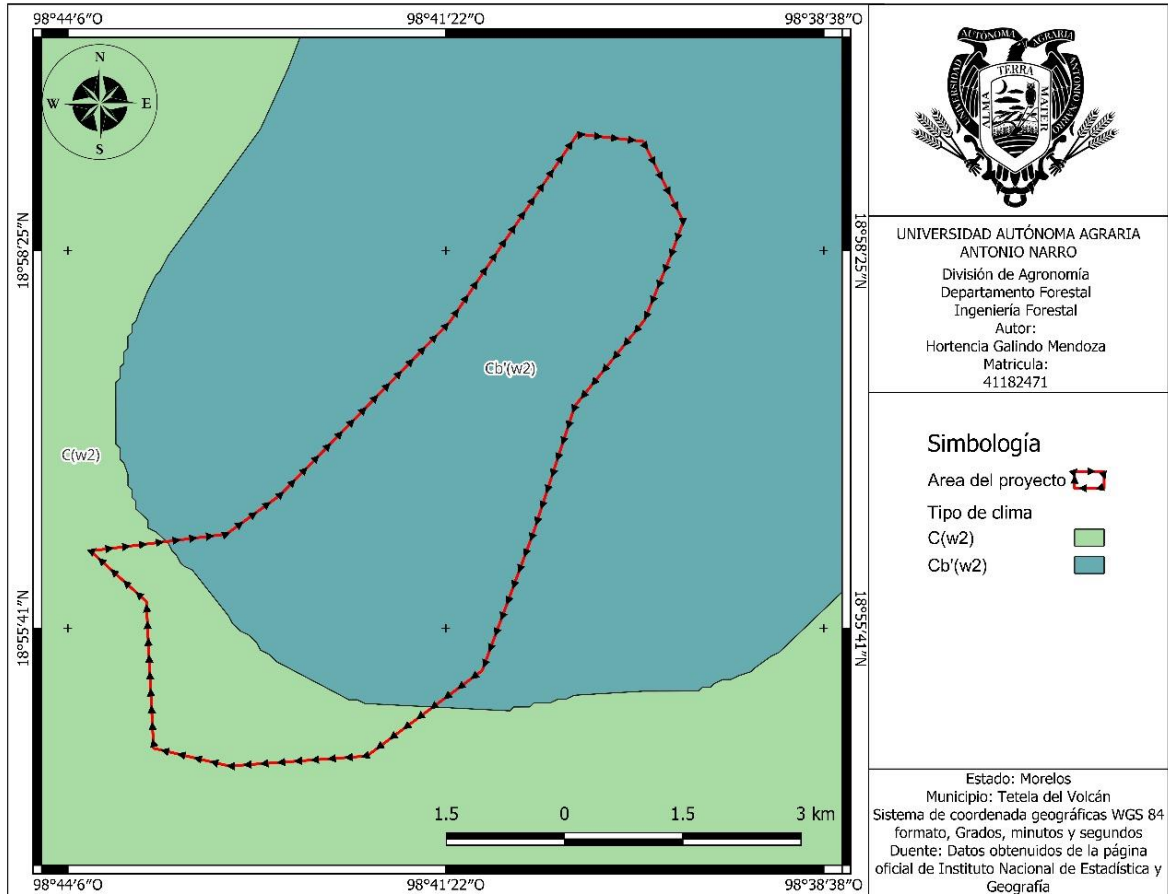 98°44′6″O
98°41′22″O
98°38′38″O
N
W
E
S
18°58′25″N
18°58′25″N
Cb'(w2)
C(w2)
18°55′41″N
18°55′41″N
1.5 0 1.5 3 km
98°44′6″O
98°41′22″O
98°38′38″O
UNIVERSIDAD AUTÓNOMA AGRARIA ANTONIO NARRO
ALMA TERRA MATER
UNIVERSIDAD AUTÓNOMA AGRARIA
ANTONIO NARRO
División de Agronomía
Departamento Forestal
Ingeniería Forestal
Autor:
Hortencia Galindo Mendoza
Matricula:
41182471
Simbología
Area del proyecto
Tipo de clima
C(w2)
Cb'(w2)
Estado: Morelos
Municipio: Tetela del Volcán
Sistema de coordenada geográficas WGS 84
formato, Grados, minutos y segundos
Duente: Datos obtenidos de la página
oficial de Instituto Nacional de Estadística y
Geografía